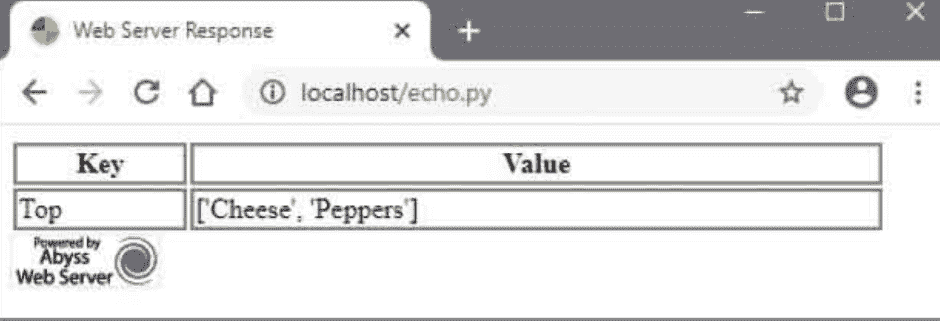 Web Server Response
localhost/echo.py
Key Value
Top ['Cheese', 'Peppers']
Powered by
Abyss
Web Server